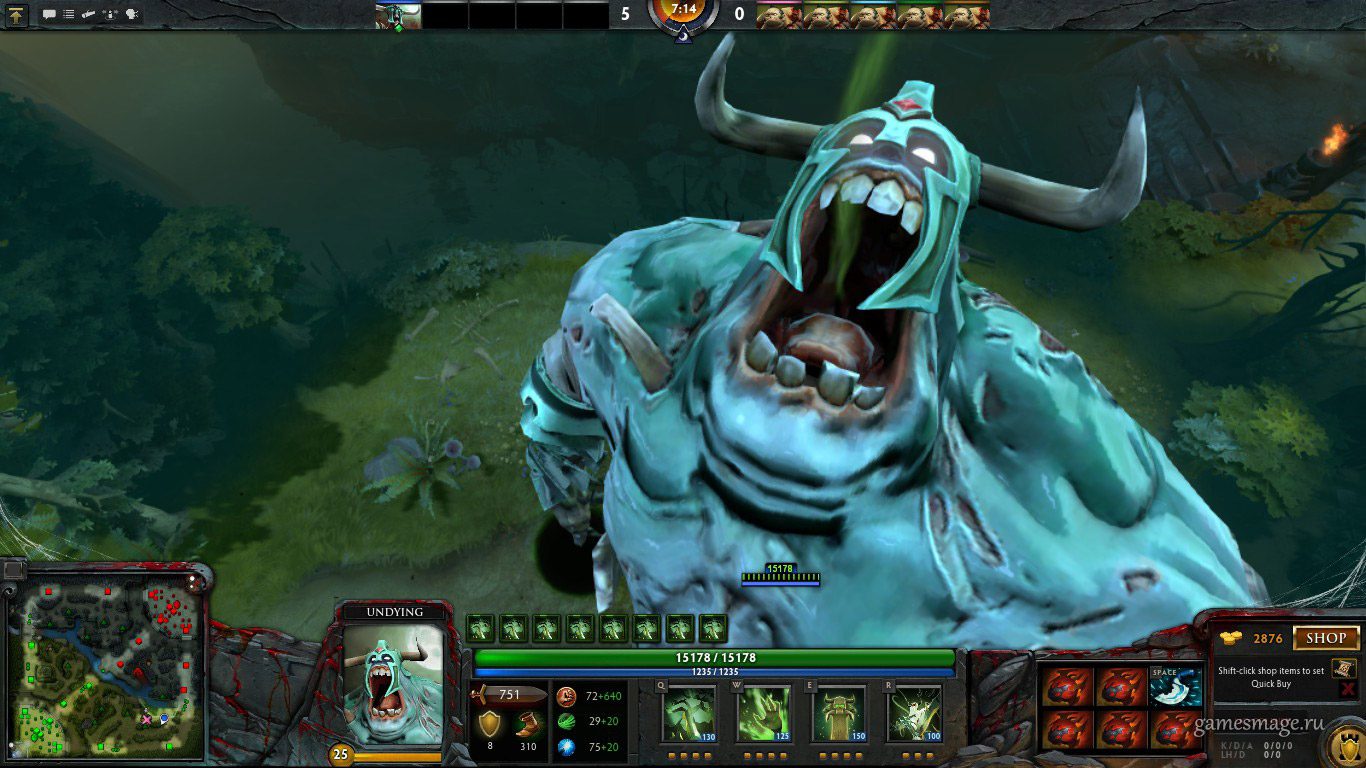 5 7:14 0
15178
UNDYING
15178 / 15178
1235 / 1235
25
751
8 310
72+640
29+20
75+20
Q 130
W 125
E 150
R 100
SPACE
2876 SHOP
Shift-click shop items to set
Quick Buy
K / D / A 0/0/0
LH / D 0/0
gamesmage.ru